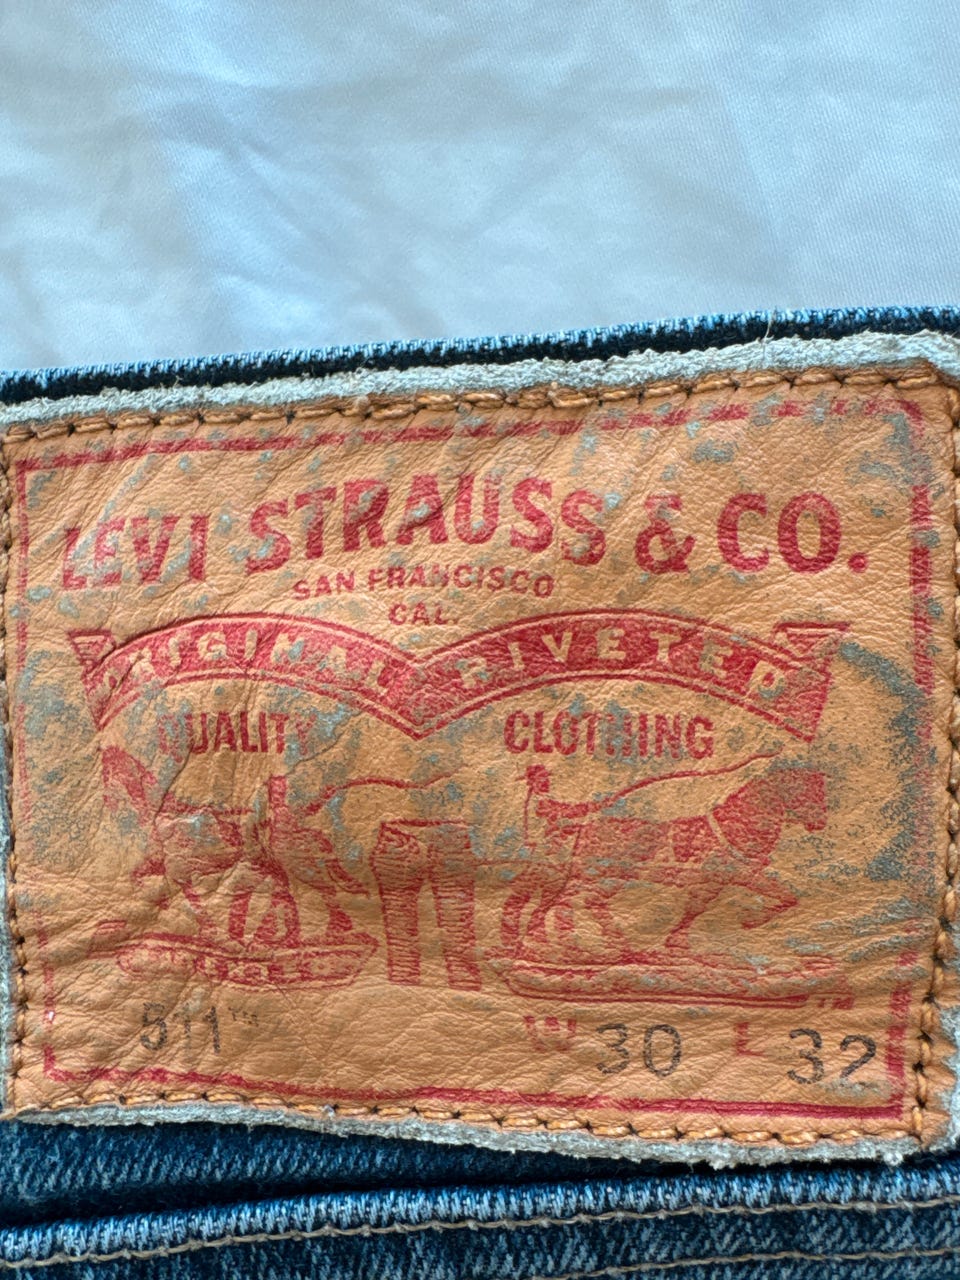 LEVI STRAUSS & CO.
SAN FRANCISCO
CAL.
ORIGINAL RIVETED
QUALITY CLOTHING
511™ W 30 L 32